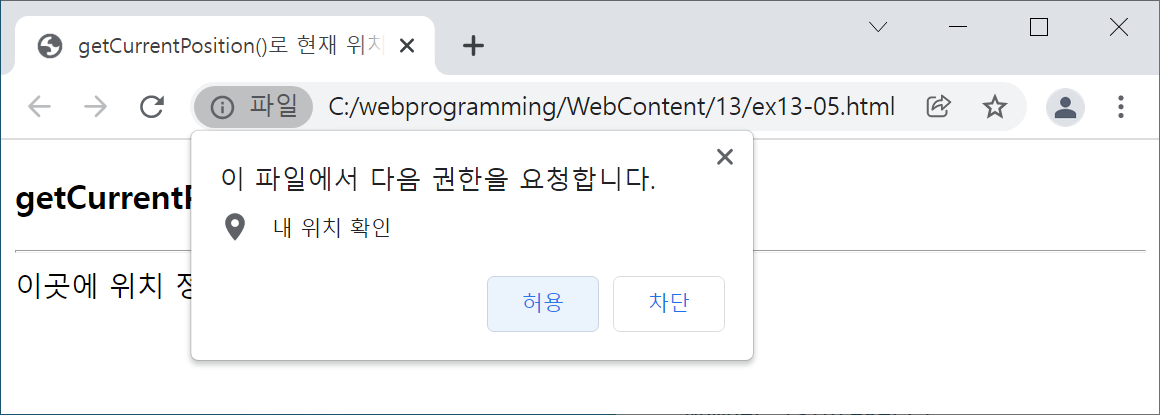 getCurrentPosition()로 현재 위치
파일 C:/webprogramming/WebContent/13/ex13-05.html
이 파일에서 다음 권한을 요청합니다.
내 위치 확인
허용 차단
getCurrent
이곳에 위치